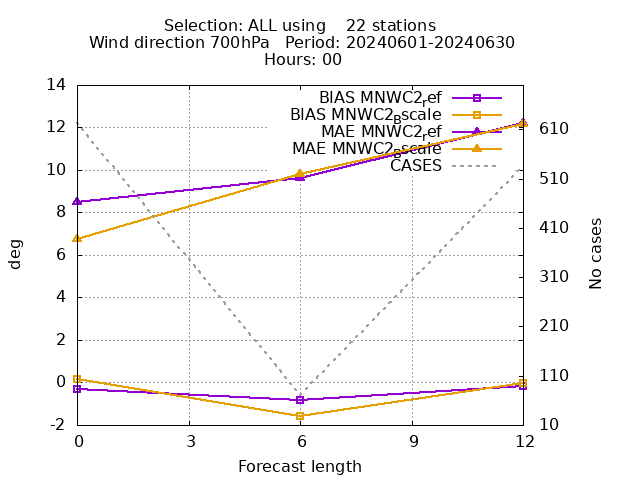 Selection: ALL using    22 stations
Wind direction 700hPa   Period: 20240601-20240630
Hours: 00
BIAS MNWC2_ref
BIAS MNWC2_Bscale
MAE MNWC2_ref
MAE MNWC2_Bscale
CASES
14
12
10
8
6
4
2
0
-2
deg
610
510
410
310
210
110
10
No cases
0 3 6 9 12
Forecast length